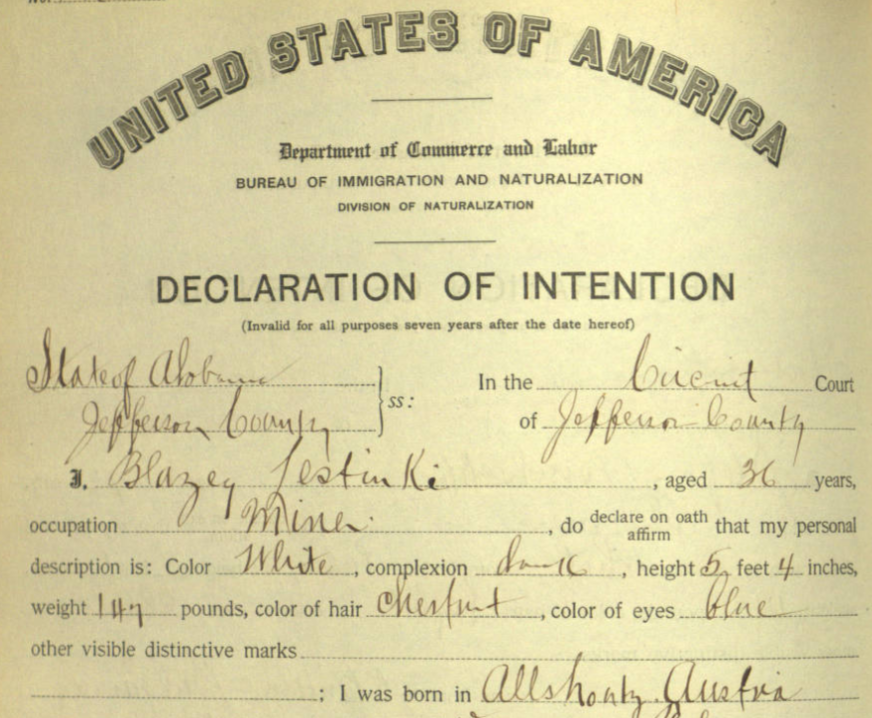 UNITED STATES OF AMERICA
Department of Commerce and Labor
BUREAU OF IMMIGRATION AND NATURALIZATION
DIVISION OF NATURALIZATION
DECLARATION OF INTENTION
(Invalid for all purposes seven years after the date hereof)
State of Alabama
Jefferson County ss:
In the Circuit Court
of Jefferson County
I, Blazey Lestinki, aged 36 years,
occupation Miner, do declare on oath affirm that my personal
description is: Color White, complexion dark, height 5 feet 4 inches,
weight 147 pounds, color of hair Chestnut, color of eyes blue
other visible distinctive marks
; I was born in Austria